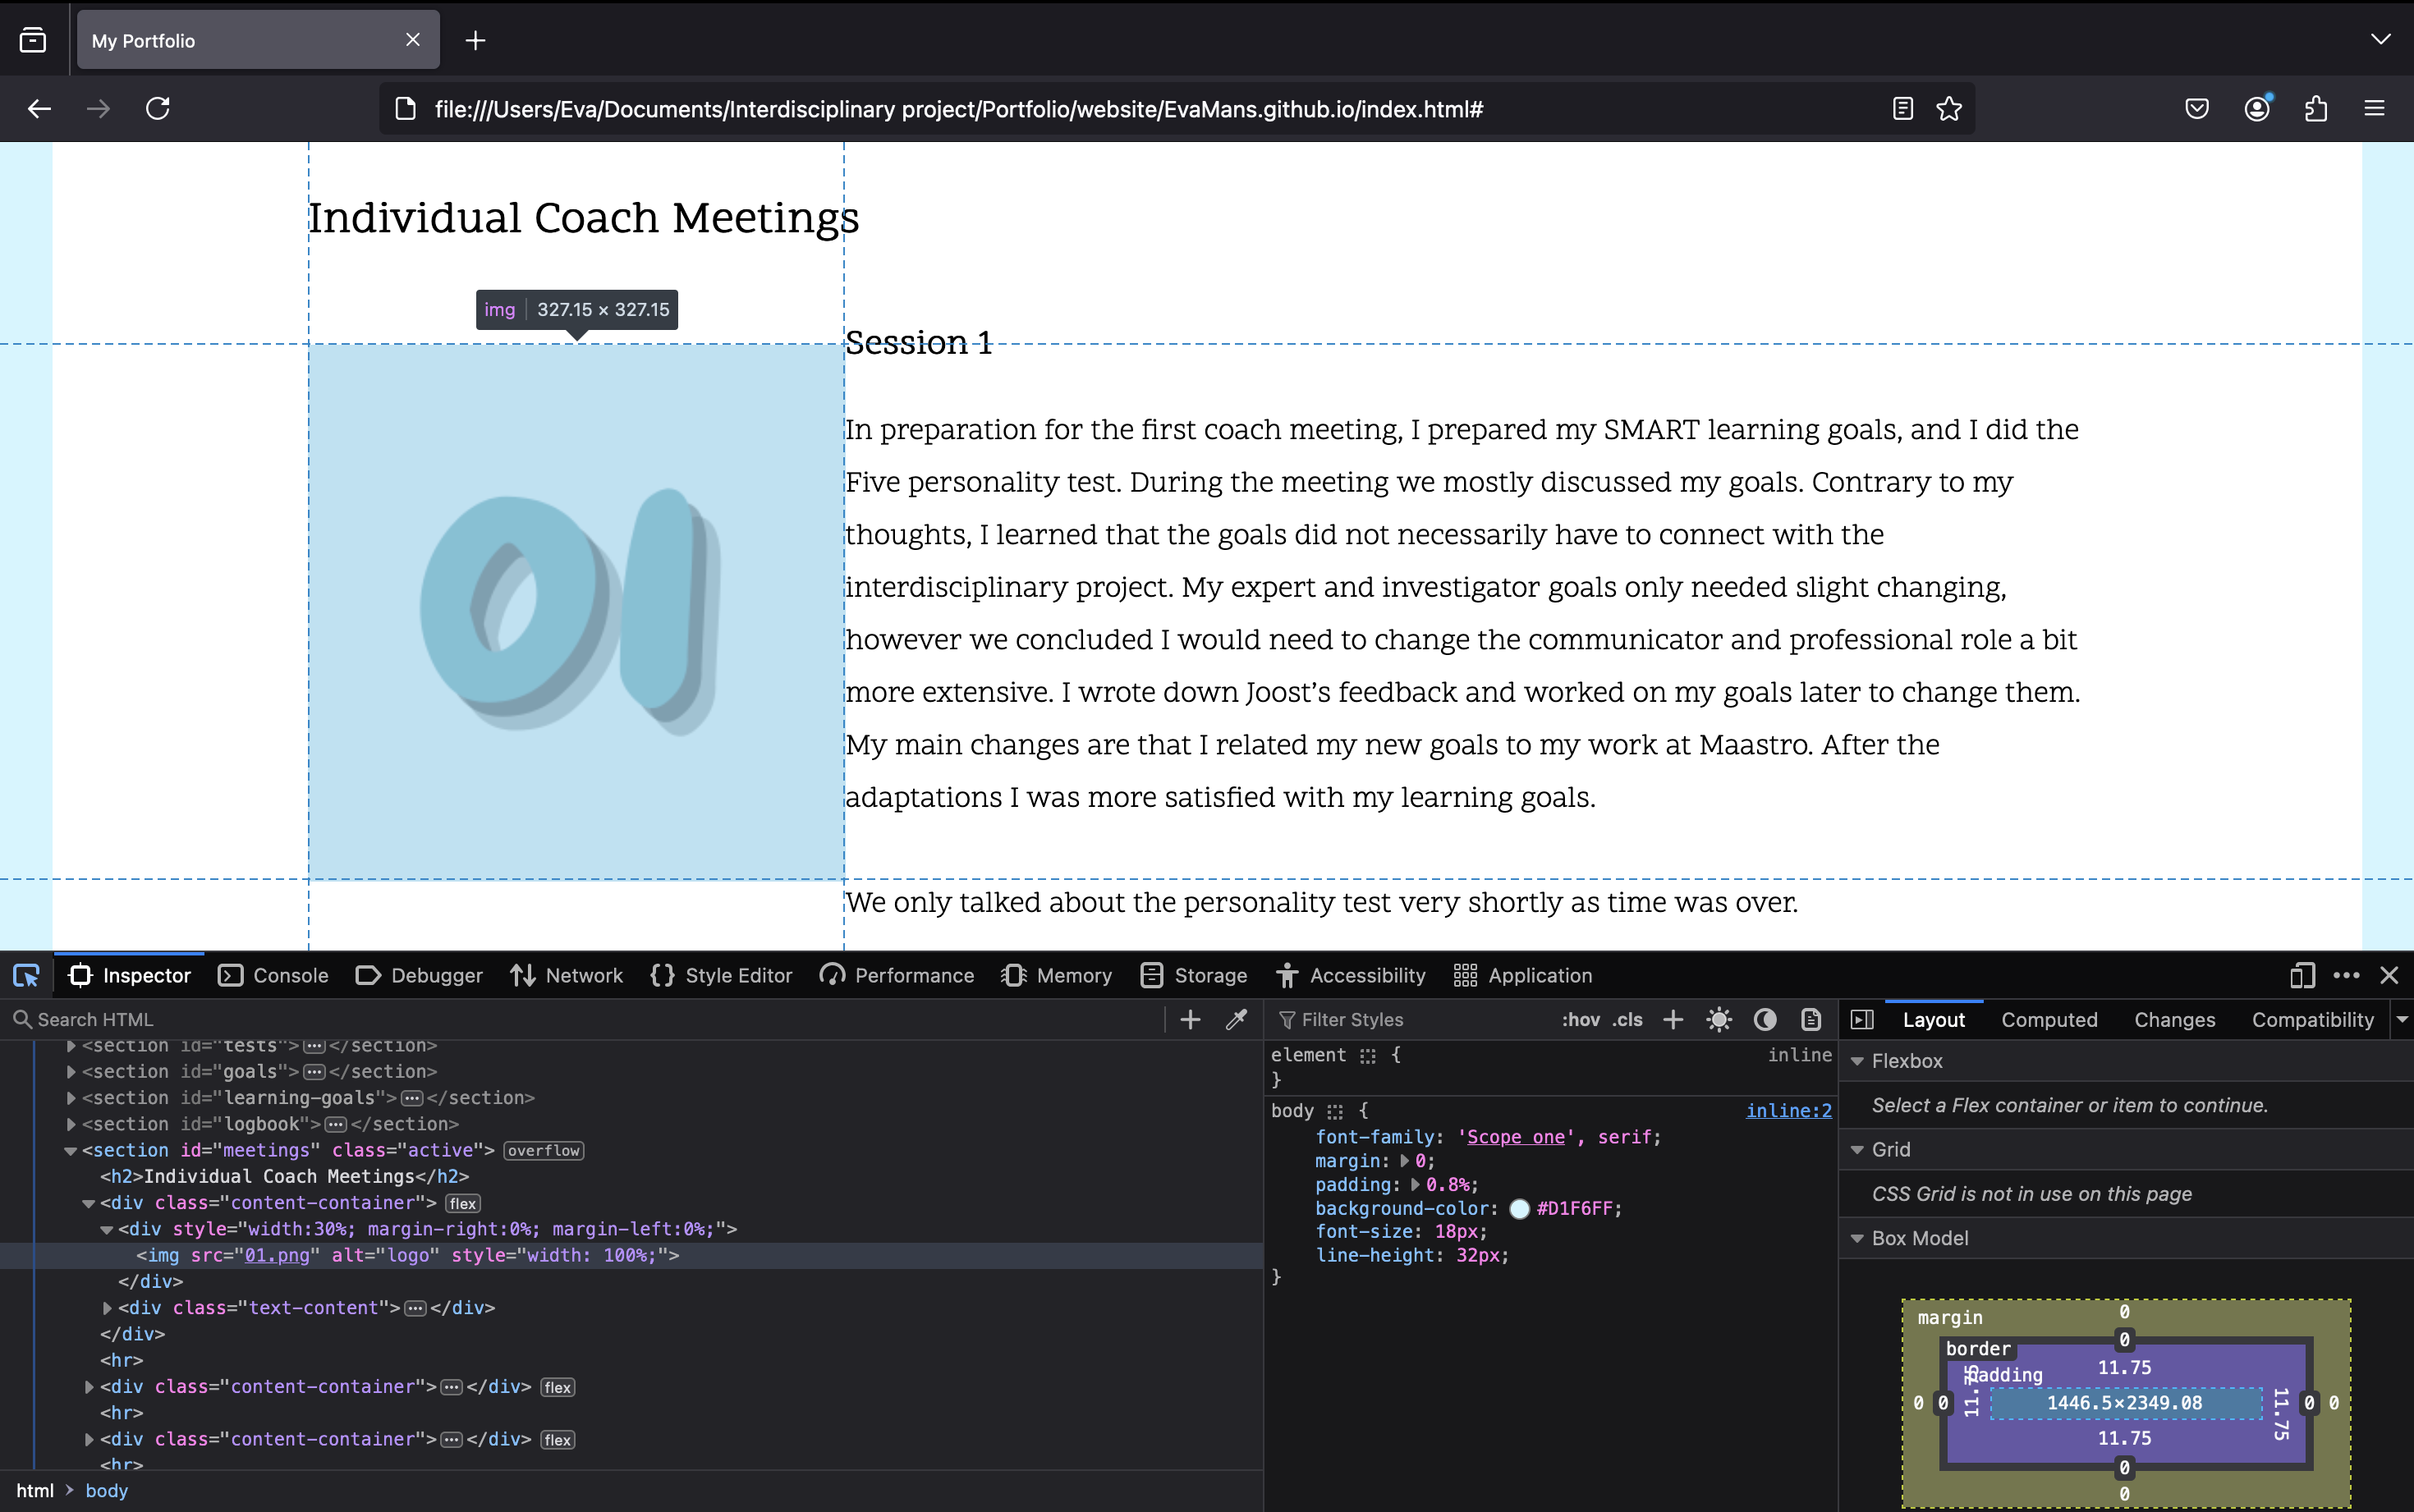 My Portfolio
file:///Users/Eva/Documents/Interdisciplinary project/Portfolio/website/EvaMans.github.io/index.html#
Individual Coach Meetings
img 327.15 × 327.15
Session 1
01
In preparation for the first coach meeting, I prepared my SMART learning goals, and I did the
Five personality test. During the meeting we mostly discussed my goals. Contrary to my
thoughts, I learned that the goals did not necessarily have to connect with the
interdisciplinary project. My expert and investigator goals only needed slight changing,
however we concluded I would need to change the communicator and professional role a bit
more extensive. I wrote down Joost’s feedback and worked on my goals later to change them.
My main changes are that I related my new goals to my work at Maastro. After the
adaptations I was more satisfied with my learning goals.
We only talked about the personality test very shortly as time was over.
Inspector Console Debugger Network Style Editor Performance Memory Storage Accessibility Application
Search HTML
<section id="tests"> </section>
<section id="goals"> </section>
<section id="learning-goals"> </section>
<section id="logbook"> </section>
<section id="meetings" class="active"> overflow
<h2>Individual Coach Meetings</h2>
<div class="content-container"> flex
<div style="width:30%; margin-right:0%; margin-left:0%;">
<img src="01.png" alt="logo" style="width: 100%;">
</div>
<div class="text-content"> </div>
</div>
<hr>
<div class="content-container"> </div> flex
<hr>
<div class="content-container"> </div> flex
<hr>
html > body
Filter Styles :hov .cls
element { inline
}
body { inline:2
font-family: 'Scope one', serif;
margin: 0;
padding: 0.8%;
background-color: #D1F6FF;
font-size: 18px;
line-height: 32px;
}
Layout Computed Changes Compatibility
Flexbox
Select a Flex container or item to continue.
Grid
CSS Grid is not in use on this page
Box Model
margin 0
border 0
padding 11.75
0 0 11.75 1446.5×2349.08 11.75 0 0
11.75
0
0